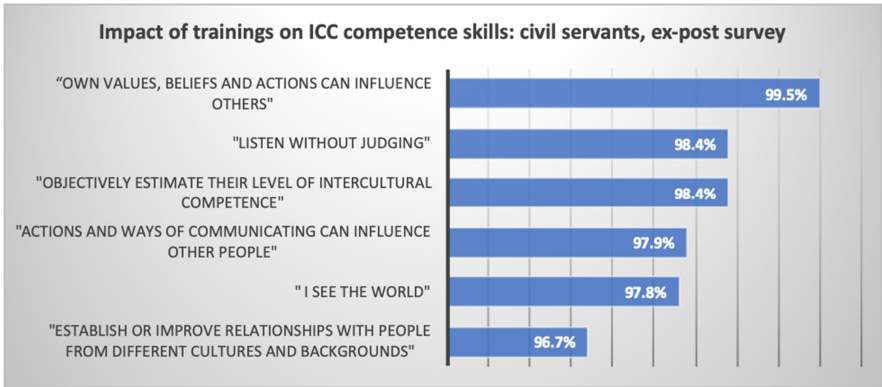 Impact of trainings on ICC competence skills: civil servants, ex-post survey
“OWN VALUES, BELIEFS AND ACTIONS CAN INFLUENCE
OTHERS"
99.5%
"LISTEN WITHOUT JUDGING"
98.4%
"OBJECTIVELY ESTIMATE THEIR LEVEL OF INTERCULTURAL
COMPETENCE"
98.4%
"ACTIONS AND WAYS OF COMMUNICATING CAN INFLUENCE
OTHER PEOPLE"
97.9%
" I SEE THE WORLD"
97.8%
"ESTABLISH OR IMPROVE RELATIONSHIPS WITH PEOPLE
FROM DIFFERENT CULTURES AND BACKGROUNDS"
96.7%